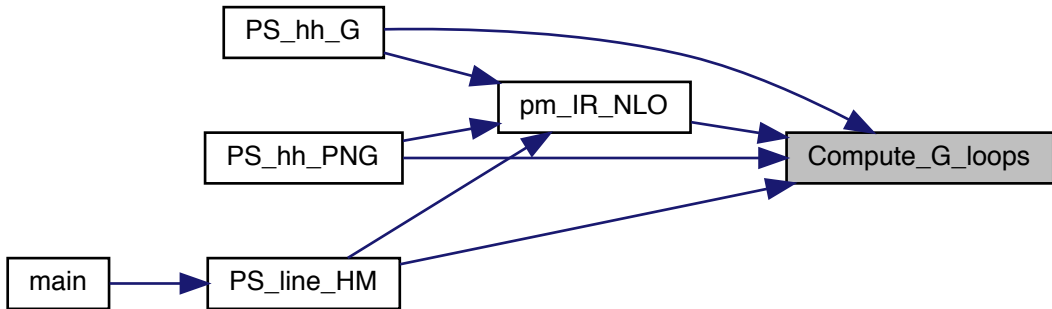 PS_hh_G
pm_IR_NLO
Compute_G_loops
PS_hh_PNG
main
PS_line_HM